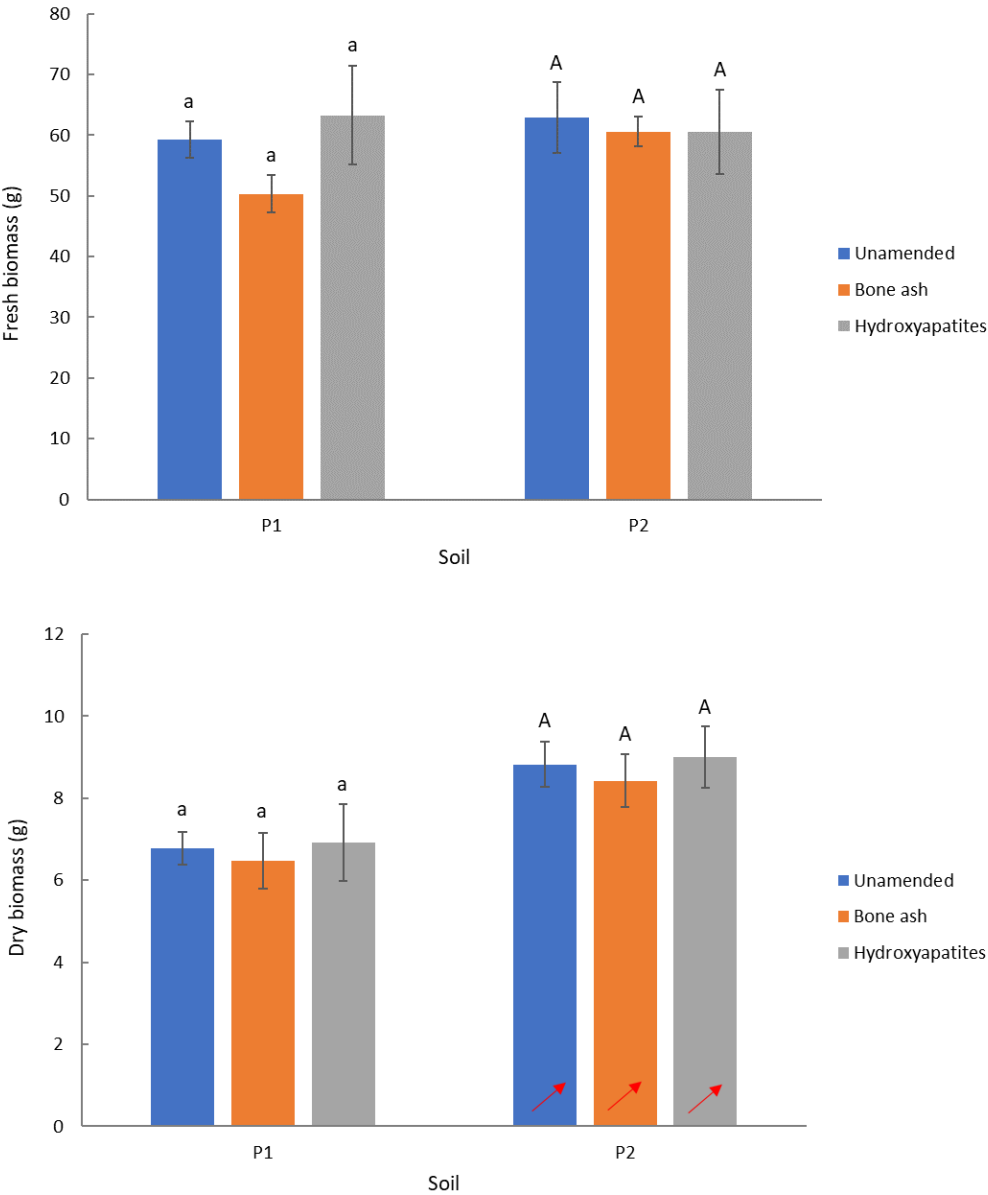 80
70
60
50
40
30
20
10
0
Fresh biomass (g)
a
a
a
A
A
A
P1
P2
Soil
Unamended
Bone ash
Hydroxyapatites
12
10
8
6
4
2
0
Dry biomass (g)
a
a
a
A
A
A
P1
P2
Soil
Unamended
Bone ash
Hydroxyapatites